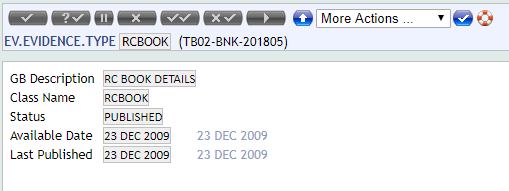 More Actions ...
EV.EVIDENCE.TYPE RCBOOK (TB02-BNK-201805)
GB Description RC BOOK DETAILS
Class Name RCBOOK
Status PUBLISHED
Available Date 23 DEC 2009 23 DEC 2009
Last Published 23 DEC 2009 23 DEC 2009